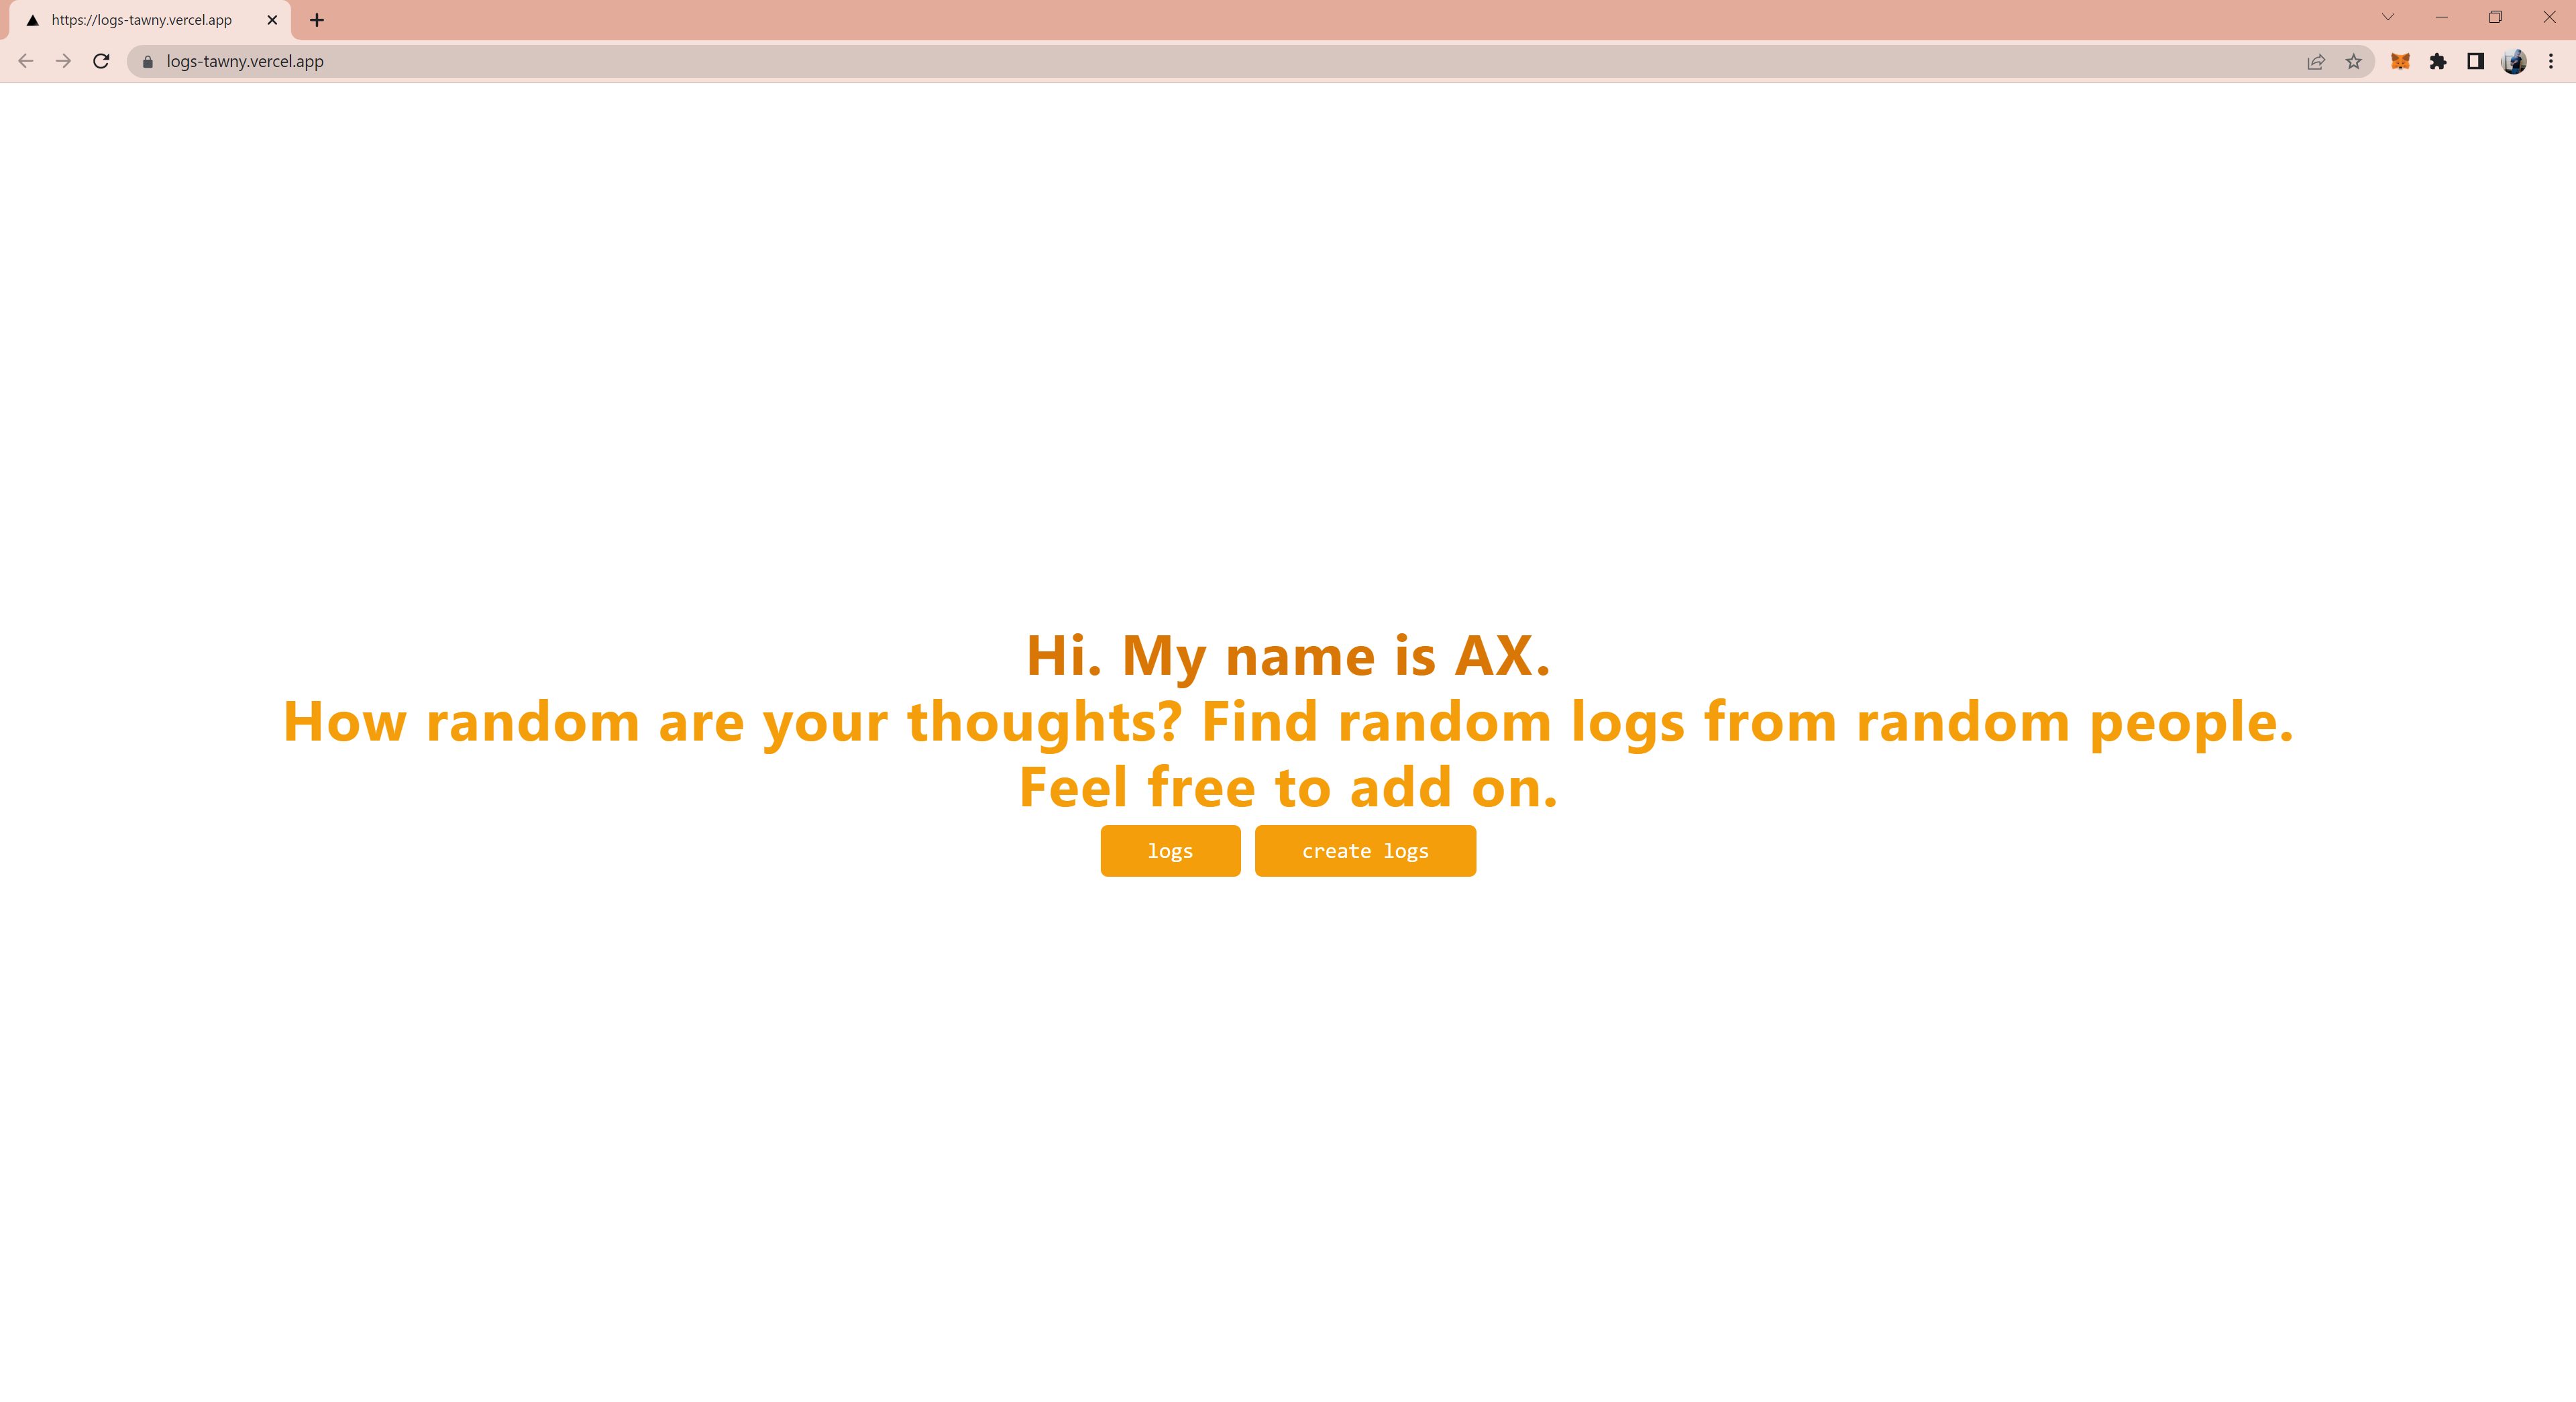 https://logs-tawny.vercel.app
logs-tawny.vercel.app
Hi. My name is AX.
How random are your thoughts? Find random logs from random people.
Feel free to add on.
logs
create logs